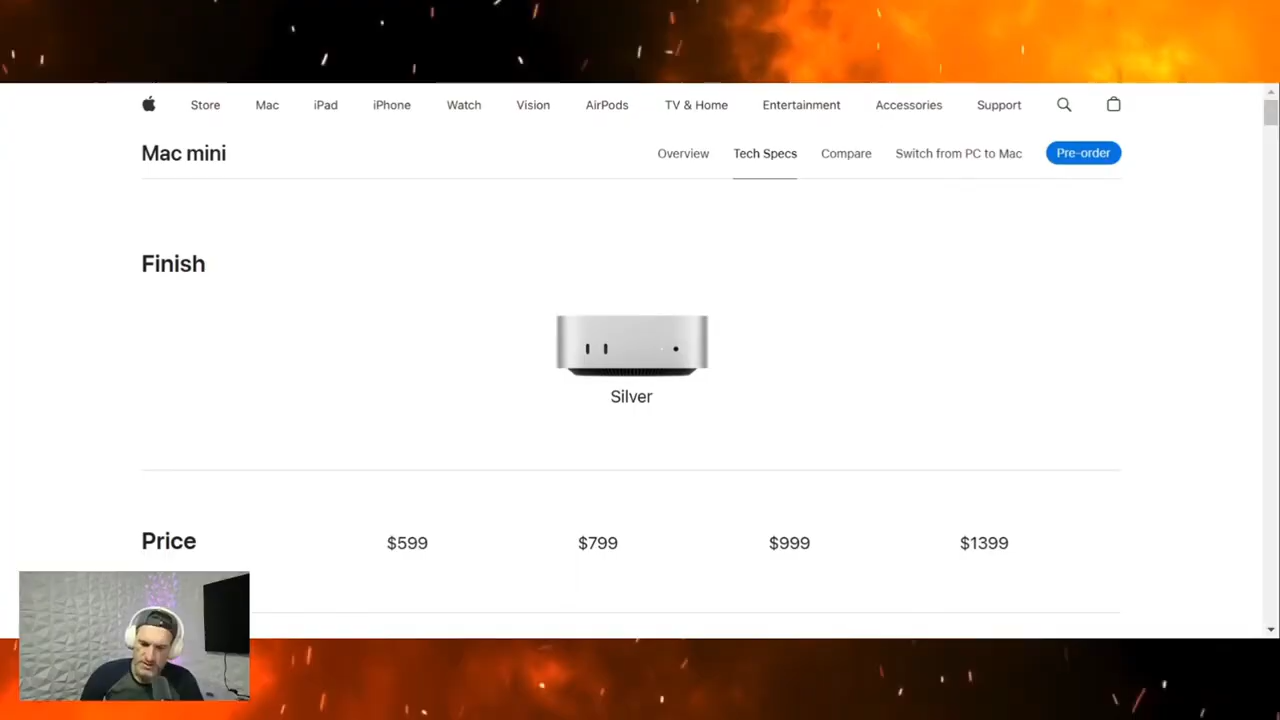 Store Mac iPad iPhone Watch Vision AirPods TV & Home Entertainment Accessories Support
Mac mini Overview Tech Specs Compare Switch from PC to Mac Pre-order
Finish
Silver
Price $599 $799 $999 $1399